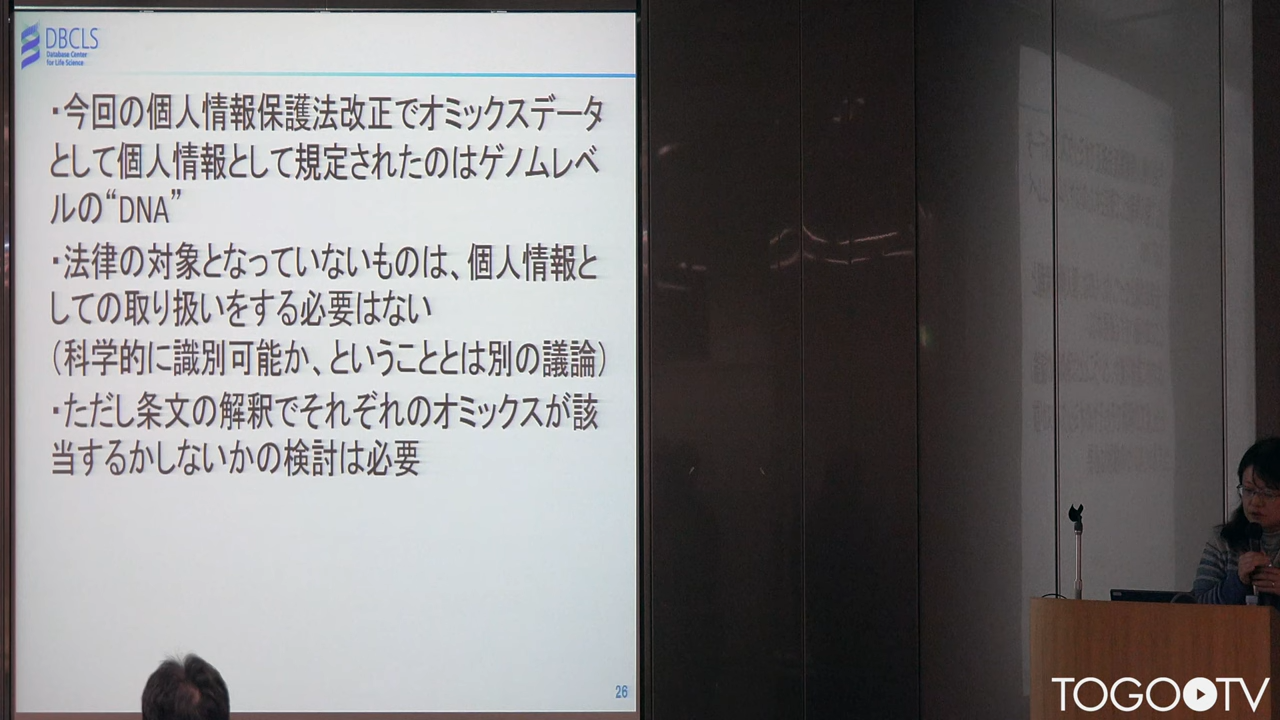 DBCLS
Database Center
for Life Science
・今回の個人情報保護法改正でオミックスデータ
として個人情報として規定されたのはゲノムレベ
ルの“DNA”
・法律の対象となっていないものは、個人情報と
しての取り扱いをする必要はない
(科学的に識別可能か、ということとは別の議論)
・ただし条文の解釈でそれぞれのオミックスが該
当するかしないかの検討は必要
26
TOGO TV